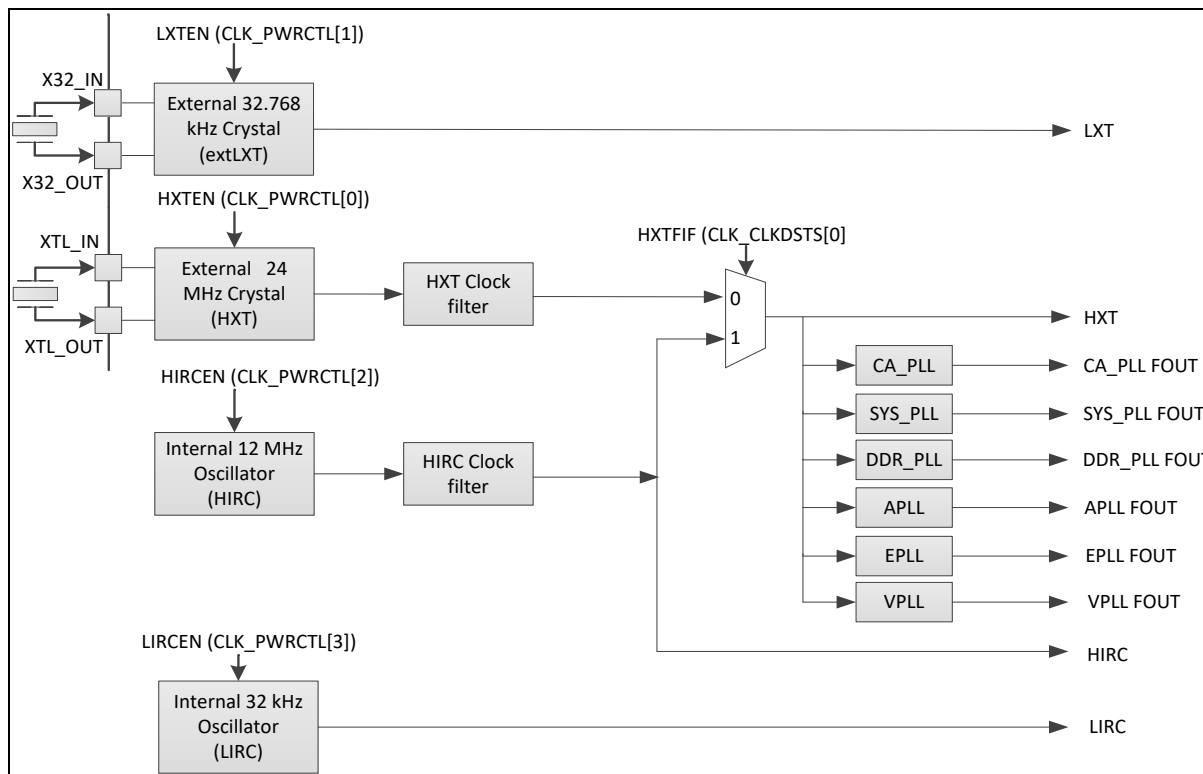 LXTEN (CLK_PWRCTL[1])
X32_IN
External 32.768
kHz Crystal
(extLXT)
LXT
X32_OUT
HXTEN (CLK_PWRCTL[0])
XTL_IN
HXTFIF (CLK_CLKDSTS[0]
External 24
MHz Crystal
(HXT)
HXT Clock
filter
0
1
HXT
XTL_OUT
CA_PLL
CA_PLL FOUT
HIRCEN (CLK_PWRCTL[2])
SYS_PLL
SYS_PLL FOUT
Internal 12 MHz
Oscillator
(HIRC)
HIRC Clock
filter
DDR_PLL
DDR_PLL FOUT
APLL
APLL FOUT
EPLL
EPLL FOUT
VPLL
VPLL FOUT
LIRCEN (CLK_PWRCTL[3])
HIRC
Internal 32 kHz
Oscillator
(LIRC)
LIRC